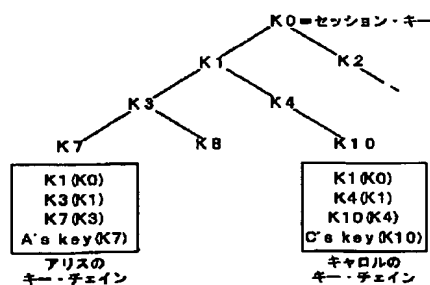 K0=セッション・キー
K1 K2
K3 K4
K7 K8 K10
K1(K0)
K3(K1)
K7(K3)
A's key(K7)
アリスの
キー・チェイン
K1(K0)
K4(K1)
K10(K4)
C's key(K10)
キャロルの
キー・チェイン